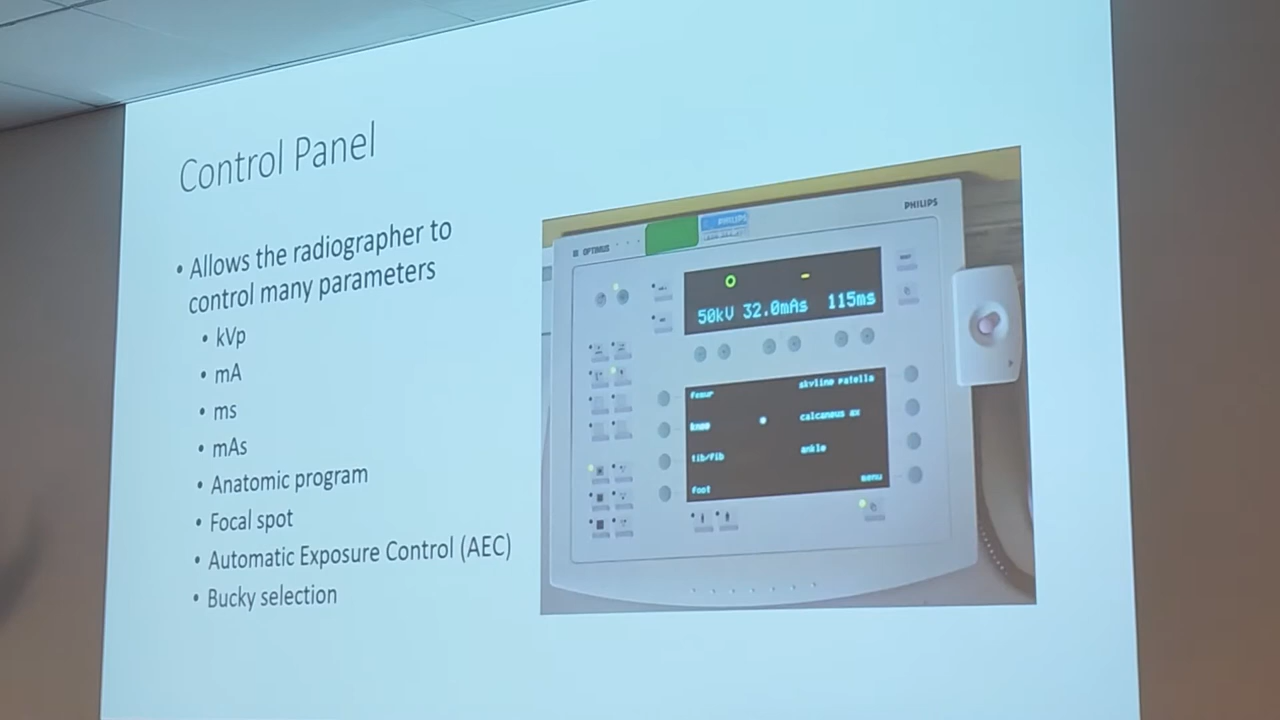 Control Panel
• Allows the radiographer to
control many parameters
• kVp
• mA
• ms
• mAs
• Anatomic program
• Focal spot
• Automatic Exposure Control (AEC)
• Bucky selection
PHILIPS
OPTIMUS
PHILIPS
50kV 32.0mAs 115ms
femur
skyline patella
knee
calcaneus ax
tib/fib
ankle
foot
menu